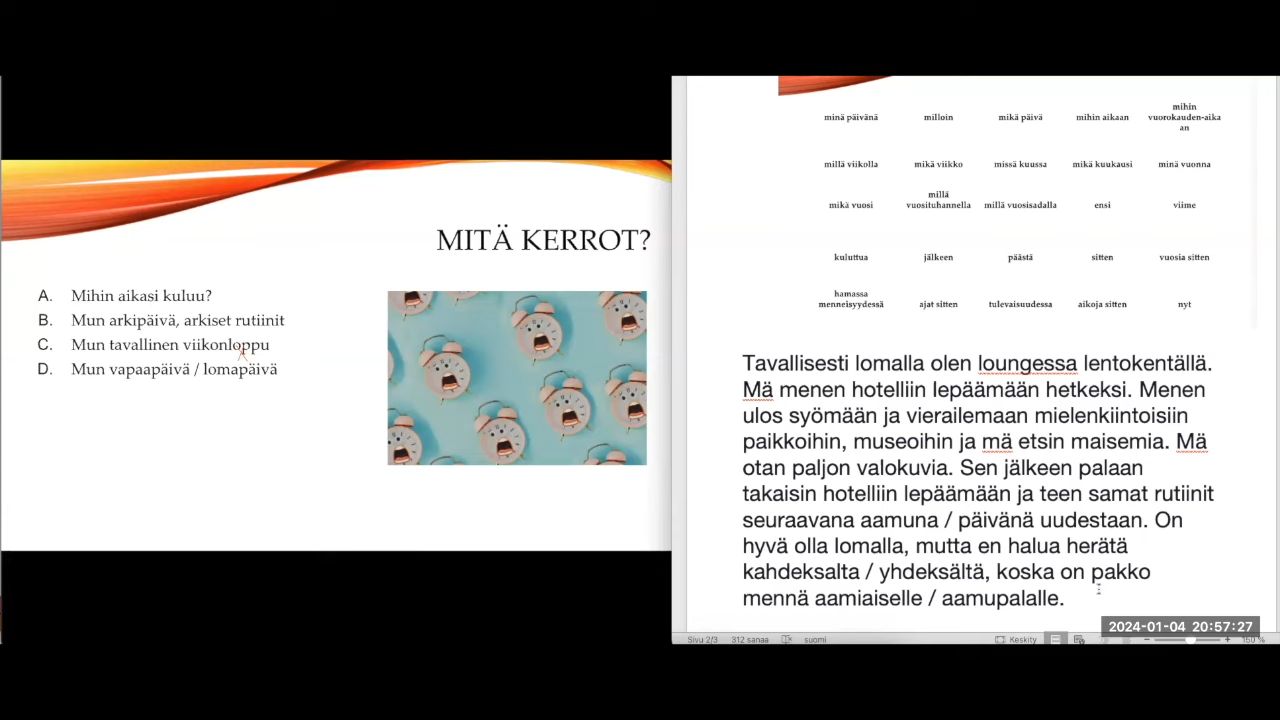 MITÄ KERROT?
A. Mihin aikasi kuluu?
B. Mun arkipäivä, arkiset rutiinit
C. Mun tavallinen viikonloppu
D. Mun vapaapäivä / lomapäivä
minä päivänä milloin mikä päivä mihin aikaan mihin vuorokauden-aika an
millä viikolla mikä viikko missä kuussa mikä kuukausi minä vuonna
mikä vuosi millä vuosituhannella millä vuosisadalla ensi viime
kuluttua jälkeen päästä sitten vuosia sitten
hamassa menneisyydessä ajat sitten tulevaisuudessa aikoja sitten nyt
Tavallisesti lomalla olen loungessa lentokentällä.
Mä menen hotelliin lepäämään hetkeksi. Menen
ulos syömään ja vierailemaan mielenkiintoisiin
paikkoihin, museoihin ja mä etsin maisemia. Mä
otan paljon valokuvia. Sen jälkeen palaan
takaisin hotelliin lepäämään ja teen samat rutiinit
seuraavana aamuna / päivänä uudestaan. On
hyvä olla lomalla, mutta en halua herätä
kahdeksalta / yhdeksältä, koska on pakko
mennä aamiaiselle / aamupalalle.
2024-01-04 20:57:27
Sivu 2/3 312 sanaa suomi Keskity 150 %